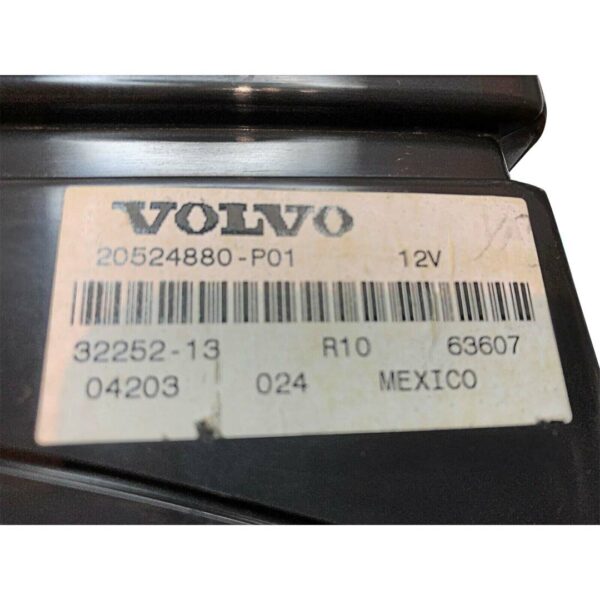 VOLVO
20524880-P01 12V
32252-13 R10 63607
04203 024 MEXICO